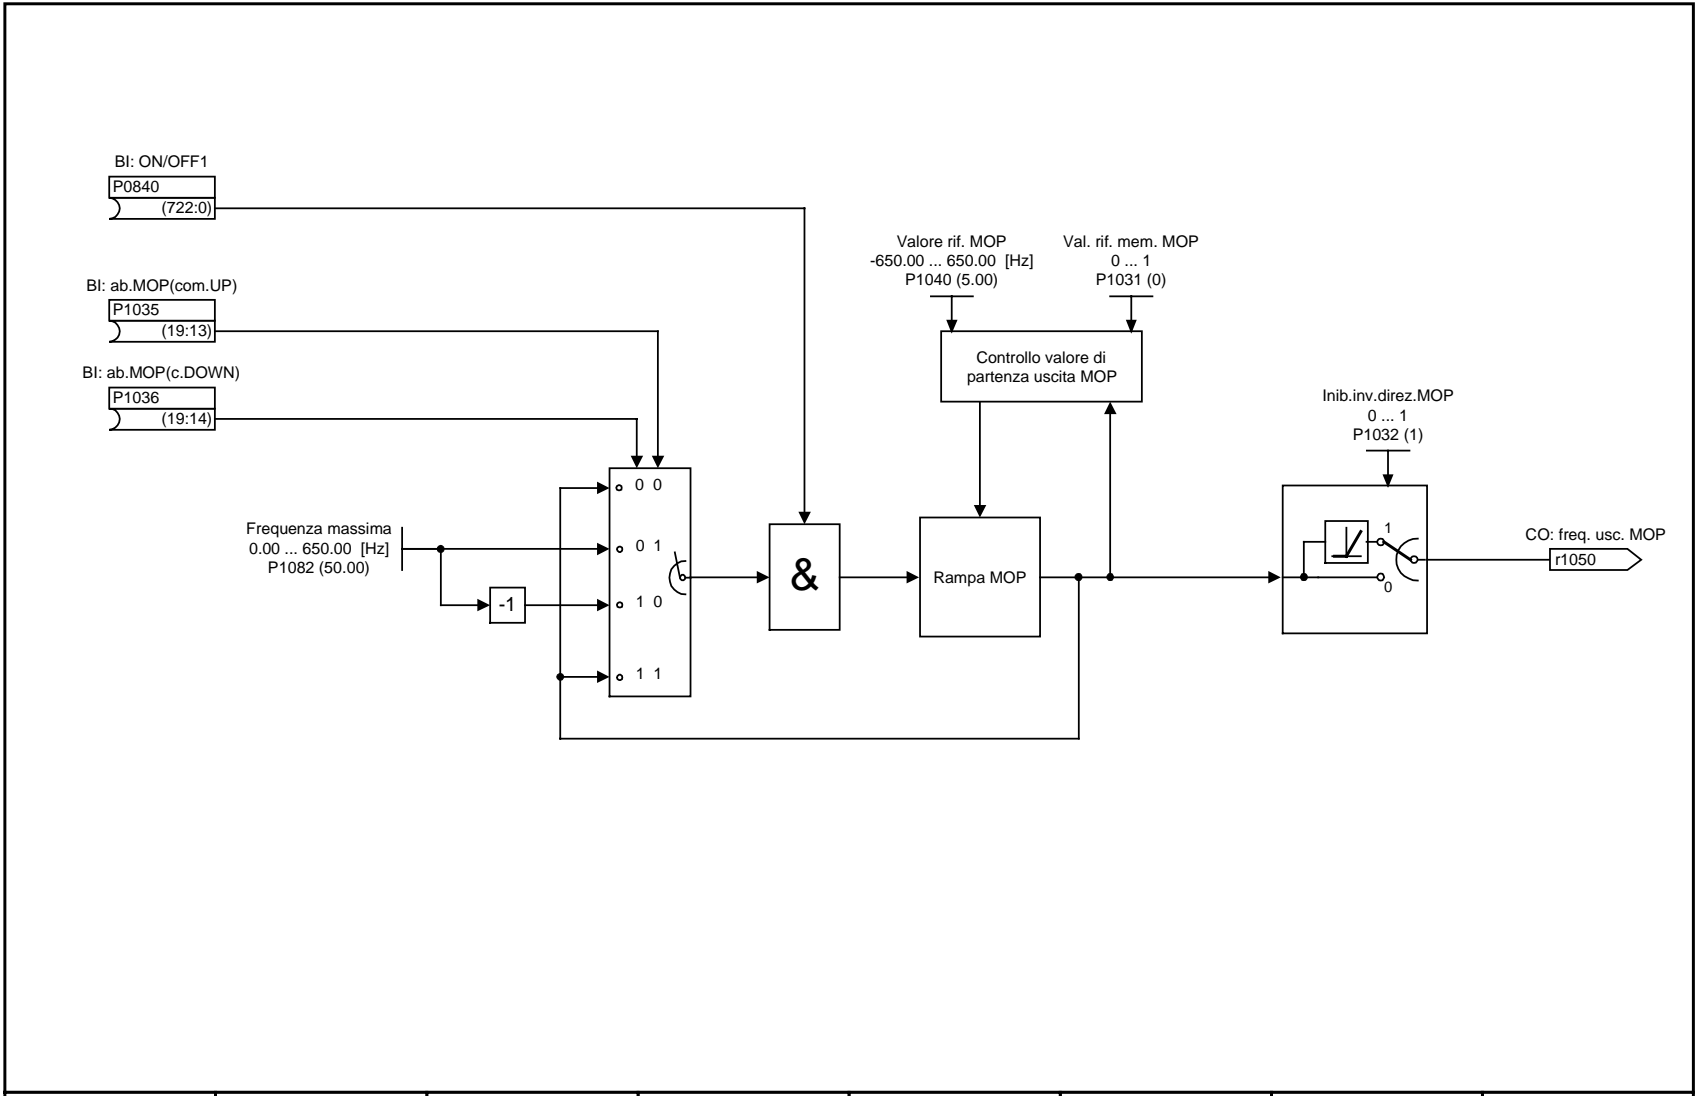 BI: ON/OFF1
P0840
(722:0)
BI: ab.MOP(com.UP)
P1035
(19:13)
BI: ab.MOP(c.DOWN)
P1036
(19:14)
Frequenza massima
0.00 ... 650.00 [Hz]
P1082 (50.00)
-1
0 0
0 1
1 0
1 1
&
Valore rif. MOP
-650.00 ... 650.00 [Hz]
P1040 (5.00)
Val. rif. mem. MOP
0 ... 1
P1031 (0)
Controllo valore di
partenza uscita MOP
Rampa MOP
Inib.inv.direz.MOP
0 ... 1
P1032 (1)
1
0
CO: freq. usc. MOP
r1050